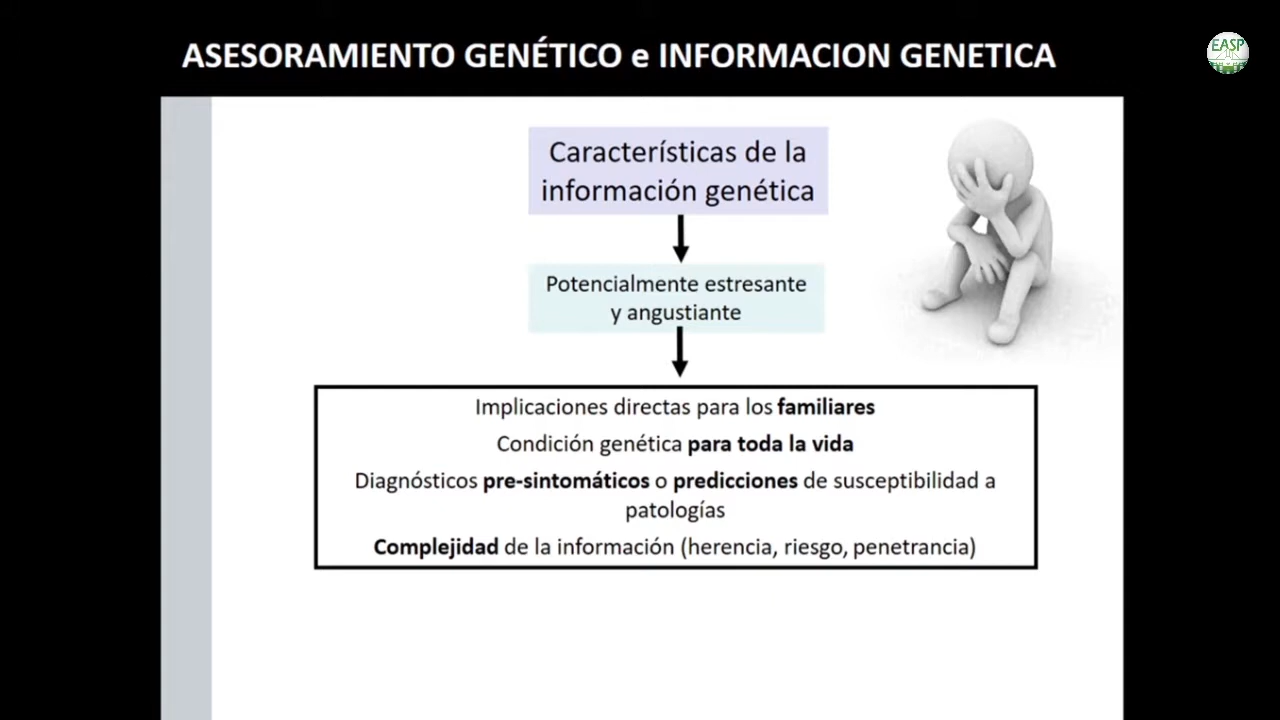 ASESORAMIENTO GENÉTICO e INFORMACION GENETICA
EASP
Características de la
información genética
Potencialmente estresante
y angustiante
Implicaciones directas para los familiares
Condición genética para toda la vida
Diagnósticos pre-sintomáticos o predicciones de susceptibilidad a
patologías
Complejidad de la información (herencia, riesgo, penetrancia)